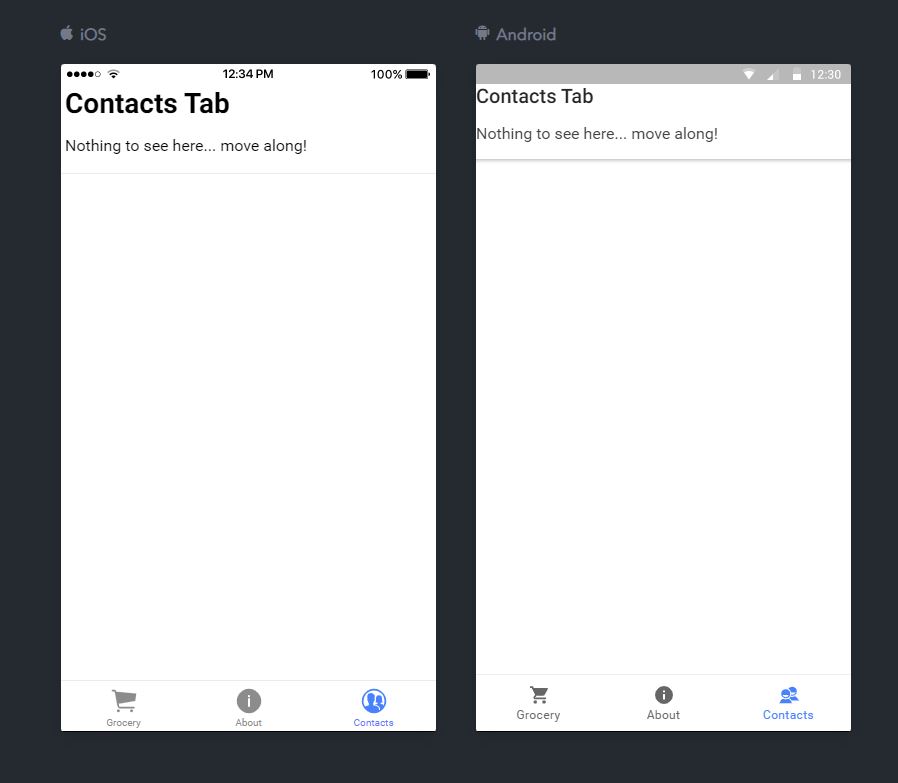 iOS
12:34 PM 100%
Contacts Tab
Nothing to see here... move along!
Grocery About Contacts
Android
12:30
Contacts Tab
Nothing to see here... move along!
Grocery About Contacts